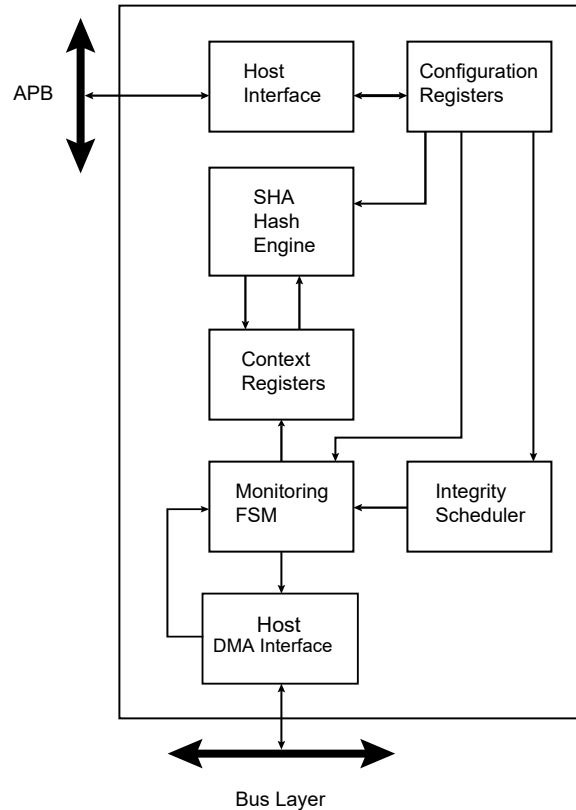 APB
Host
Interface
Configuration
Registers
SHA
Hash
Engine
Context
Registers
Monitoring
FSM
Integrity
Scheduler
Host
DMA Interface
Bus Layer